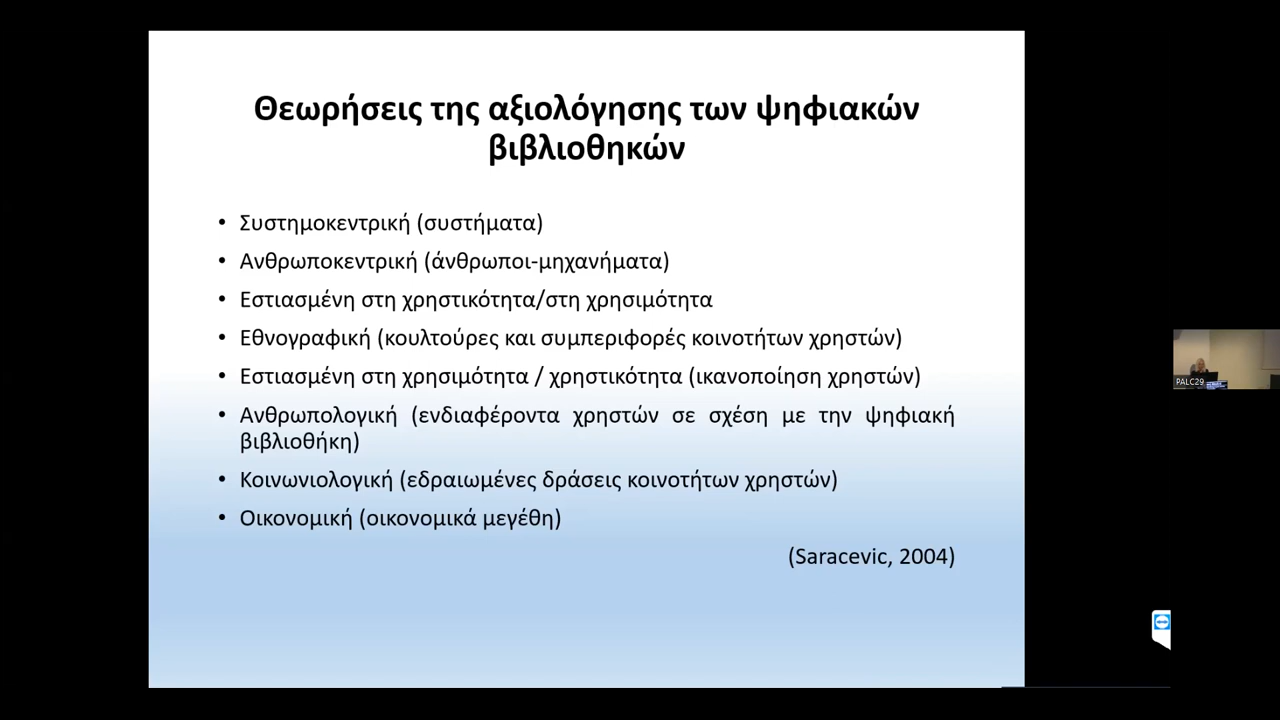 Θεωρήσεις της αξιολόγησης των ψηφιακών
βιβλιοθηκών
• Συστημοκεντρική (συστήματα)
• Ανθρωποκεντρική (άνθρωποι-μηχανήματα)
• Εστιασμένη στη χρηστικότητα/στη χρησιμότητα
• Εθνογραφική (κουλτούρες και συμπεριφορές κοινοτήτων χρηστών)
• Εστιασμένη στη χρησιμότητα / χρηστικότητα (ικανοποίηση χρηστών)
• Ανθρωπολογική (ενδιαφέροντα χρηστών σε σχέση με την ψηφιακή
βιβλιοθήκη)
• Κοινωνιολογική (εδραιωμένες δράσεις κοινοτήτων χρηστών)
• Οικονομική (οικονομικά μεγέθη)
(Saracevic, 2004)
PALC29